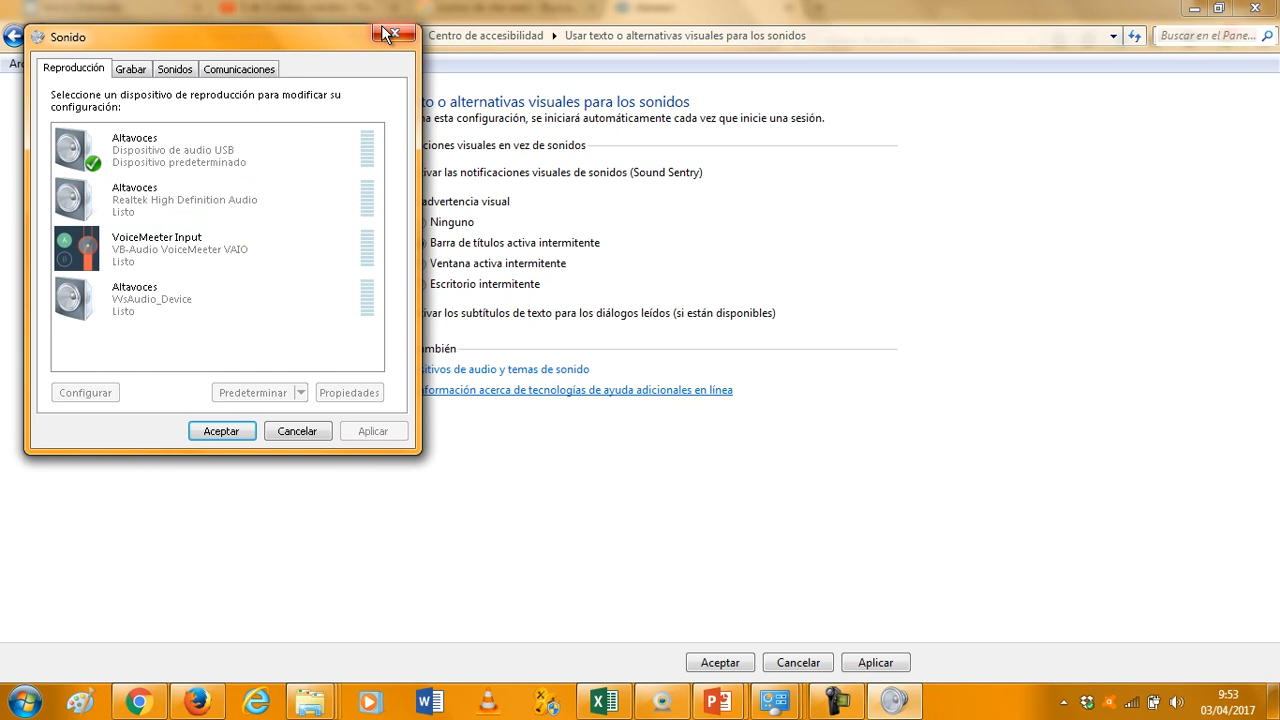 Sonido
Centro de accesibilidad
Usar texto o alternativas visuales para los sonidos
Buscar en el Pane...
Reproducción
Grabar
Sonidos
Comunicaciones
Seleccione un dispositivo de reproducción para modificar su
configuración:
Altavoces
Dispositivo de audio USB
Dispositivo predeterminado
Altavoces
Realtek High Definition Audio
Listo
VoiceMeeter Input
VB-Audio VoiceMeeter VAIO
Listo
Altavoces
WsAudio_Device
Listo
Configurar
Predeterminar
Propiedades
Aceptar
Cancelar
Aplicar
to o alternativas visuales para los sonidos
na esta configuración, se iniciará automáticamente cada vez que inicie una sesión.
ciones visuales en vez de sonidos
ivar las notificaciones visuales de sonidos (Sound Sentry)
advertencia visual
Ninguno
Barra de títulos activa intermitente
Ventana activa intermitente
Escritorio intermitente
ivar los subtítulos de texto para los diálogos leídos (si están disponibles)
ambién
sitivos de audio y temas de sonido
nformación acerca de tecnologías de ayuda adicionales en línea
Aceptar
Cancelar
Aplicar
9:53
03/04/2017